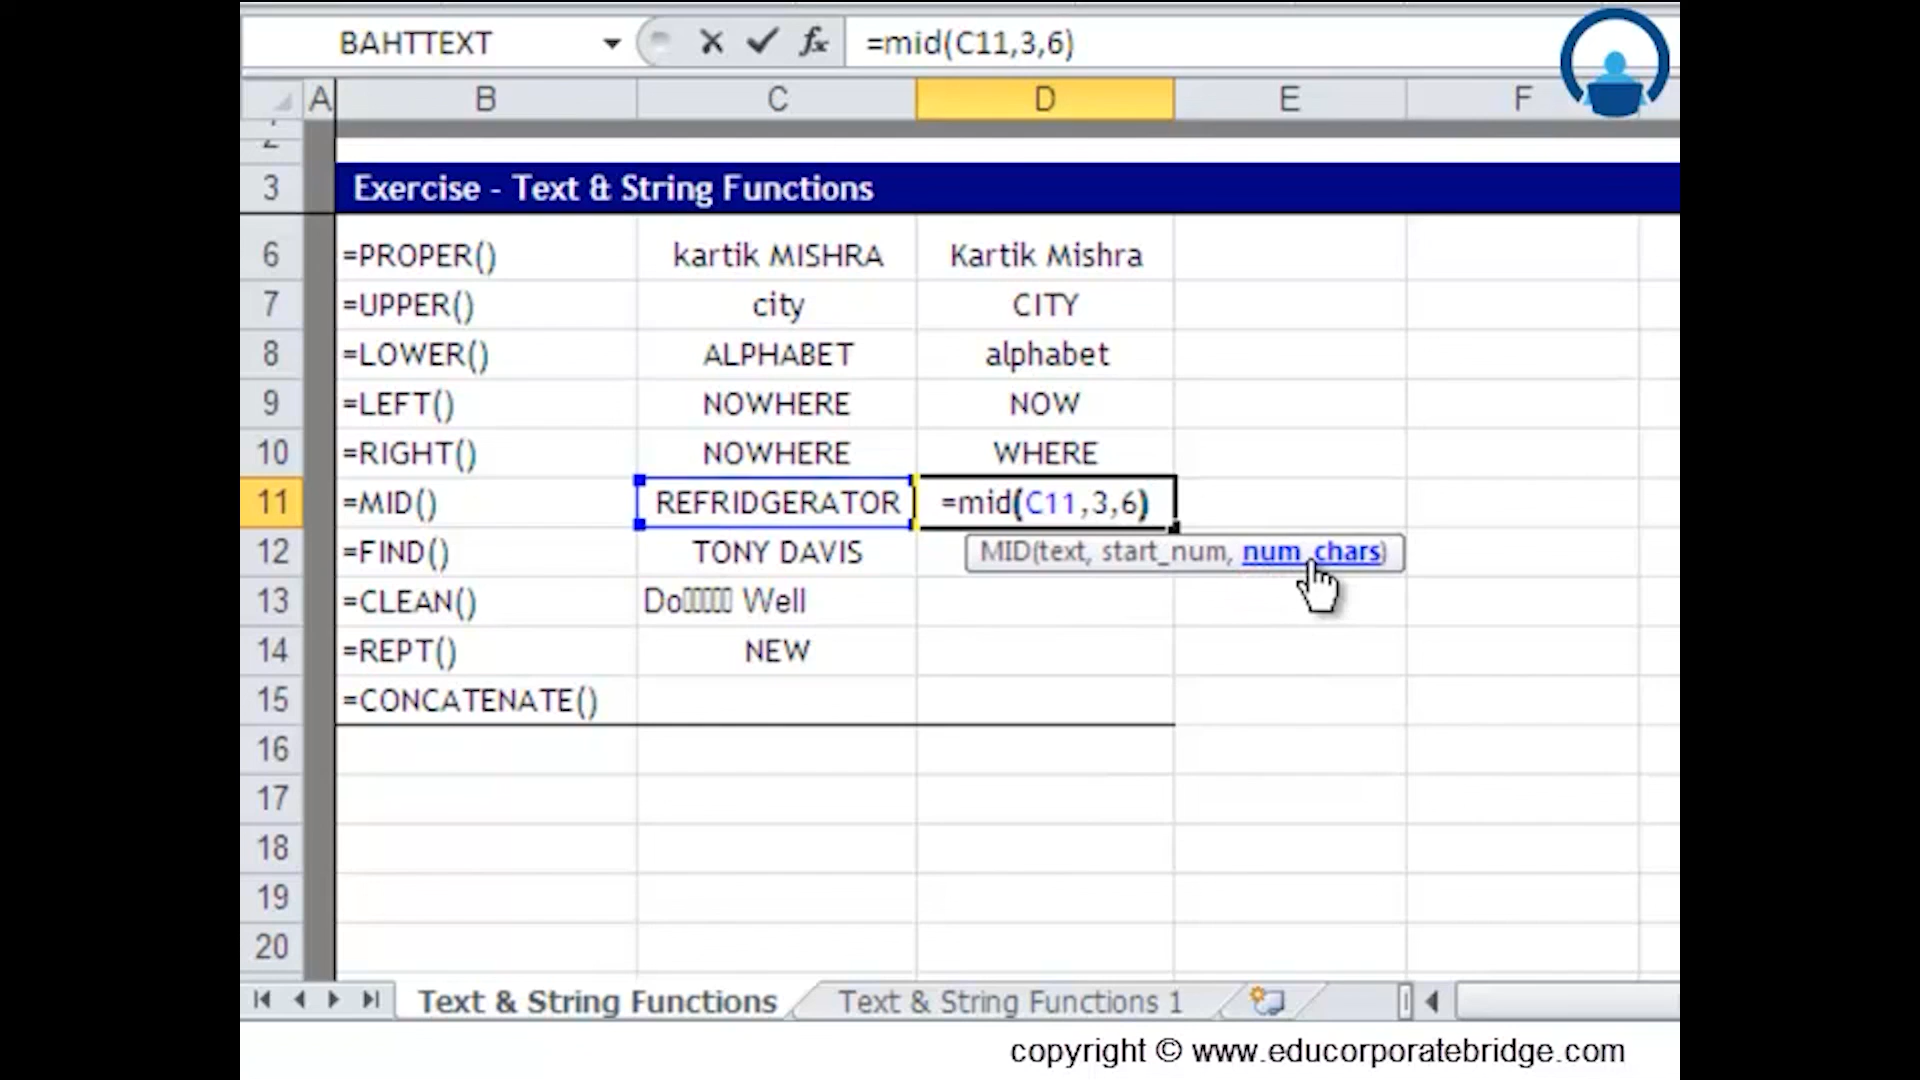 BAHTTEXT =mid(C11,3,6)
A B C D E F
2
3 Exercise - Text & String Functions
6 =PROPER() kartik MISHRA Kartik Mishra
7 =UPPER() city CITY
8 =LOWER() ALPHABET alphabet
9 =LEFT() NOWHERE NOW
10 =RIGHT() NOWHERE WHERE
11 =MID() REFRIDGERATOR =mid(C11,3,6)
12 =FIND() TONY DAVIS MID(text, start_num, num_chars)
13 =CLEAN() Do▯▯▯▯▯ Well
14 =REPT() NEW
15 =CONCATENATE()
16
17
18
19
20
Text & String Functions Text & String Functions 1
copyright © www.educorporatebridge.com